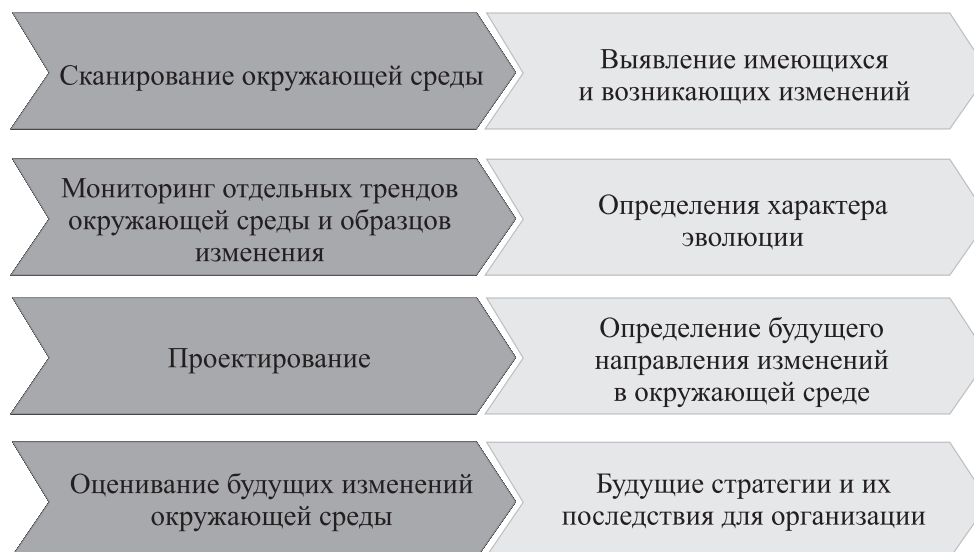 Сканирование окружающей среды
Выявление имеющихся
и возникающих изменений
Мониторинг отдельных трендов
окружающей среды и образцов
изменения
Определения характера
эволюции
Проектирование
Определение будущего
направления изменений
в окружающей среде
Оценивание будущих изменений
окружающей среды
Будущие стратегии и их
последствия для организации